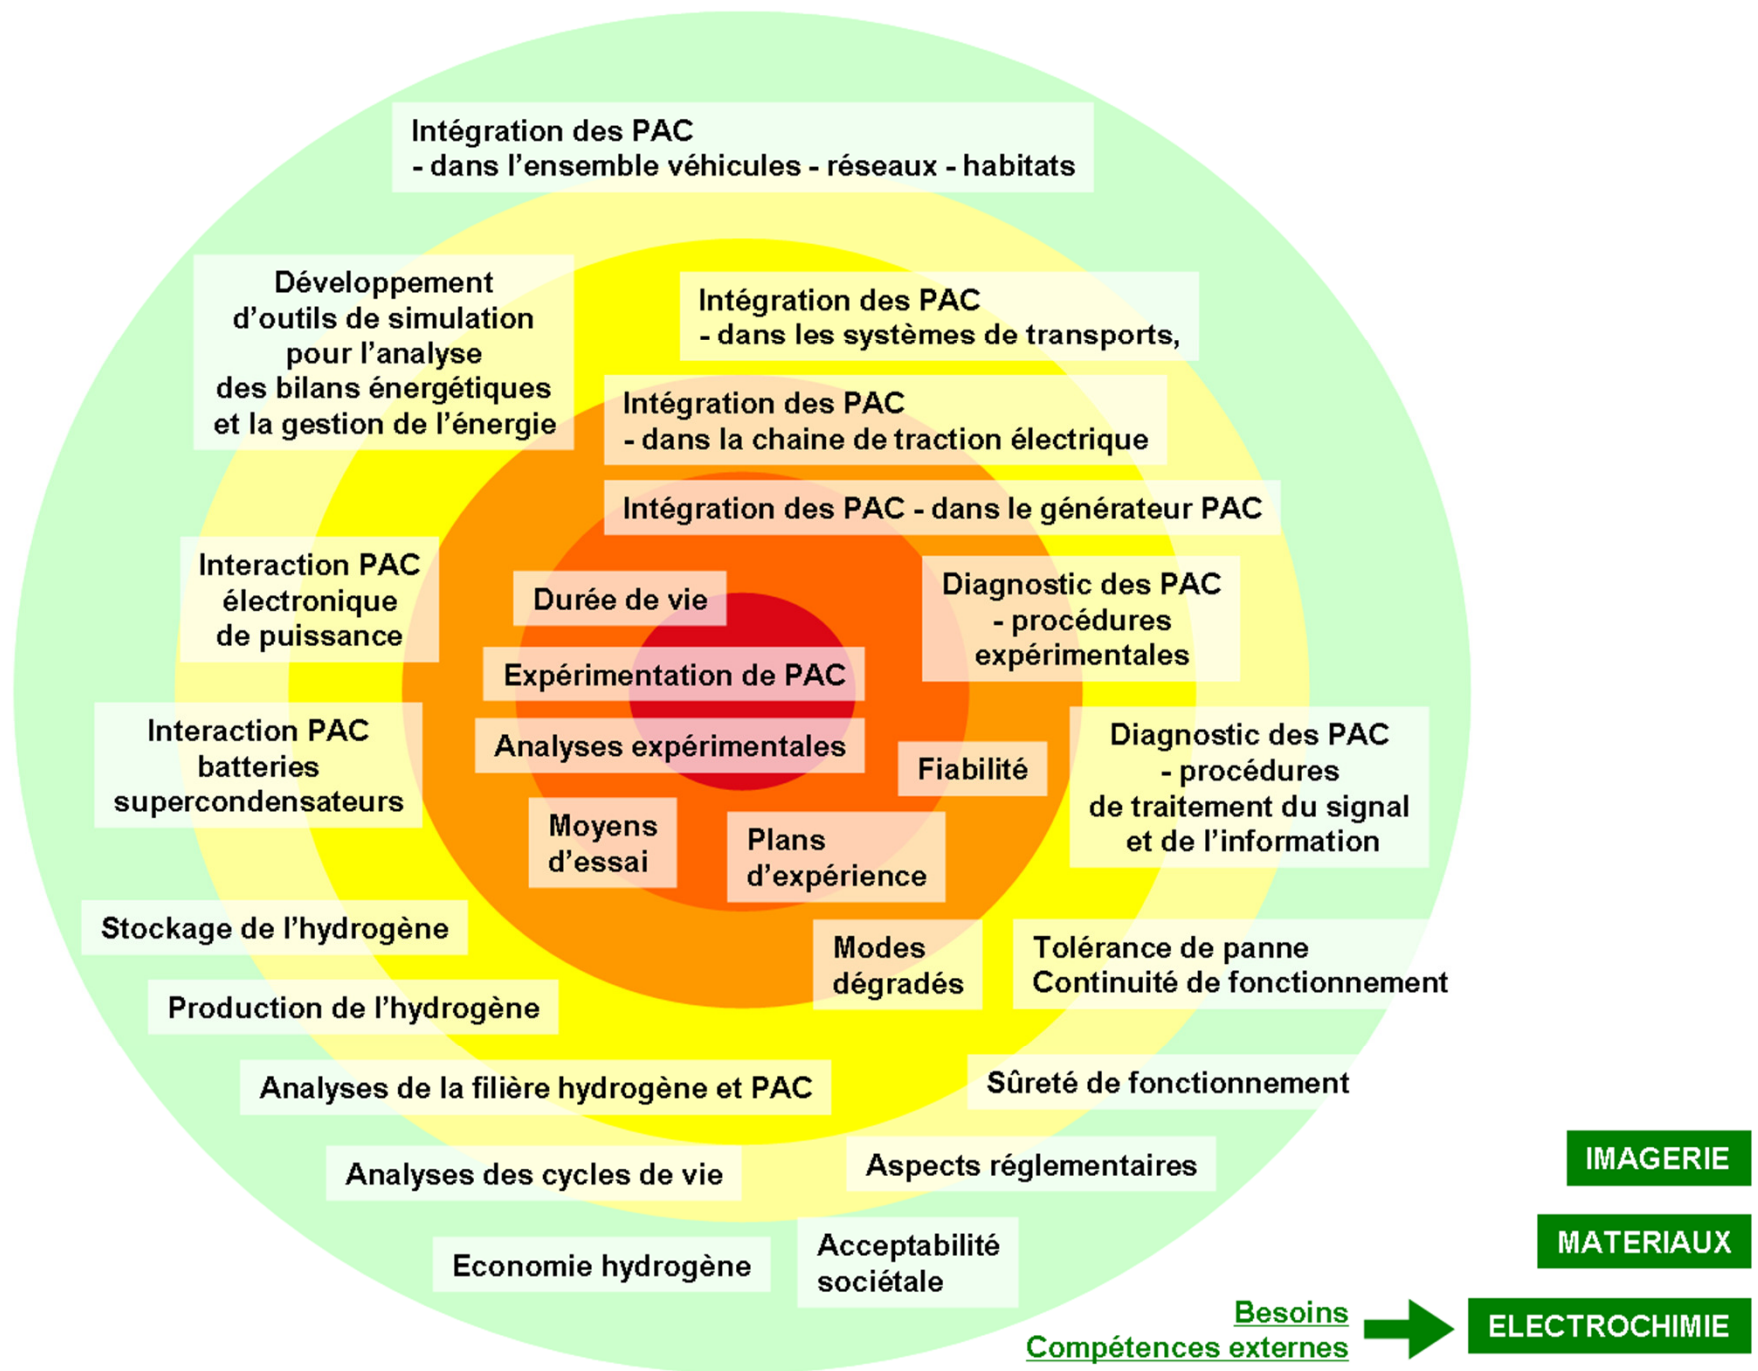 Intégration des PAC
- dans l'ensemble véhicules - réseaux - habitats
Développement
d'outils de simulation
pour l'analyse
des bilans énergétiques
et la gestion de l'énergie
Intégration des PAC
- dans les systèmes de transports,
Intégration des PAC
- dans la chaine de traction électrique
Intégration des PAC - dans le générateur PAC
Interaction PAC
électronique
de puissance
Durée de vie
Diagnostic des PAC
- procédures
expérimentales
Expérimentation de PAC
Interaction PAC
batteries
supercondensateurs
Analyses expérimentales
Fiabilité
Diagnostic des PAC
- procédures
de traitement du signal
et de l'information
Moyens
d'essai
Plans
d'expérience
Stockage de l'hydrogène
Modes
dégradés
Tolérance de panne
Continuité de fonctionnement
Production de l'hydrogène
Analyses de la filière hydrogène et PAC
Sûreté de fonctionnement
Analyses des cycles de vie
Aspects réglementaires
Economie hydrogène
Acceptabilité
sociétale
IMAGERIE
MATERIAUX
Besoins
Compétences externes
ELECTROCHIMIE